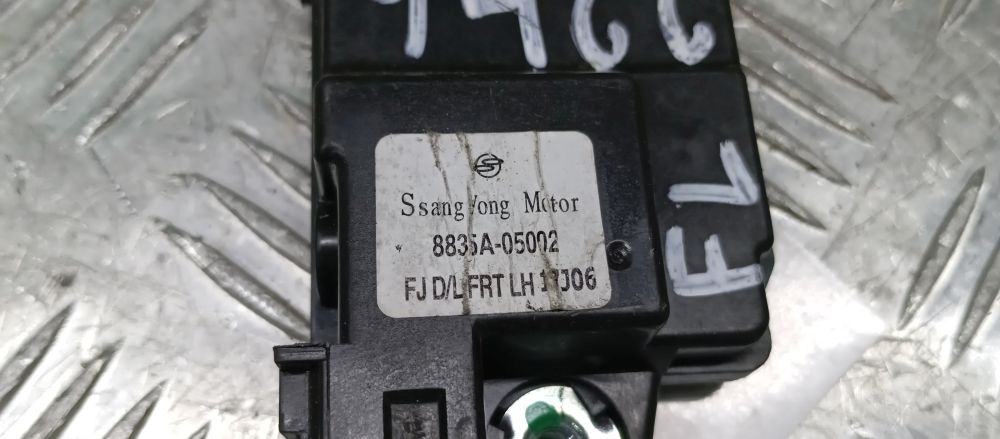 SsangYong Motor
8835A-05002
FJ D/L FRT LH
FL